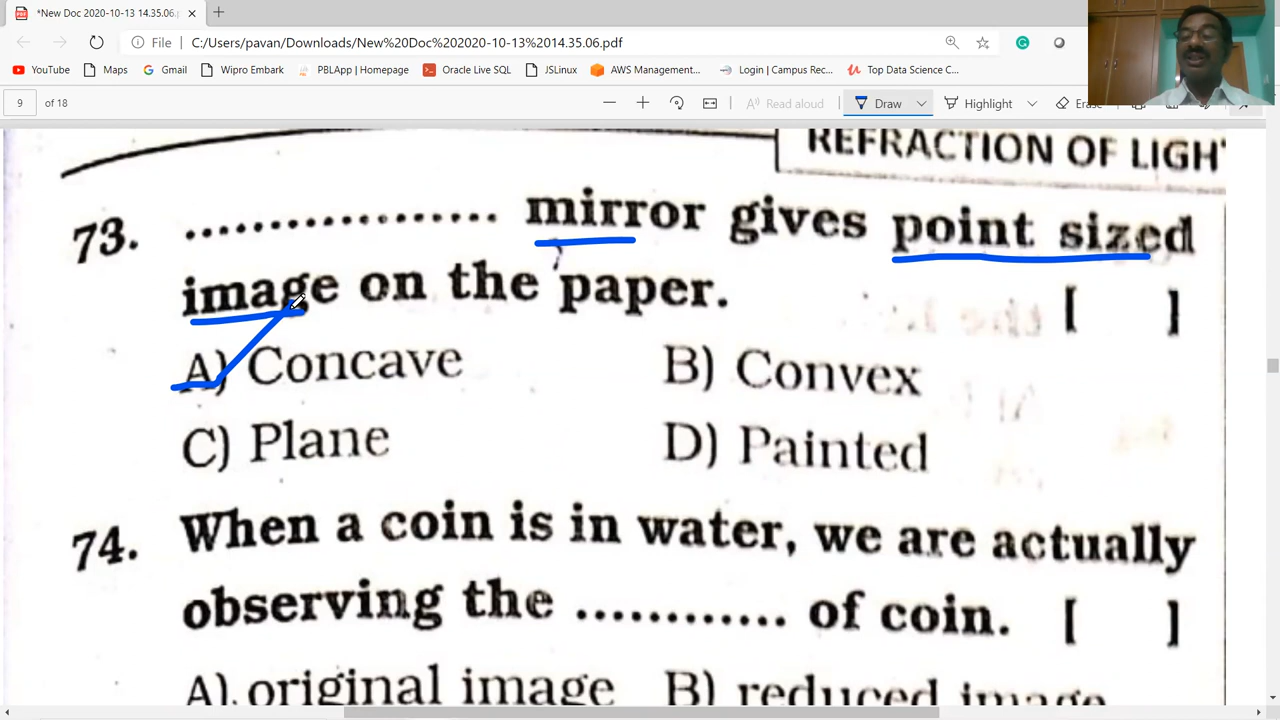 *New Doc 2020-10-13 14.35.06.p
File C:/Users/pavan/Downloads/New%20Doc%202020-10-13%2014.35.06.pdf
YouTube Maps Gmail Wipro Embark PBLApp | Homepage Oracle Live SQL JSLinux AWS Management... Login | Campus Rec... Top Data Science C...
9 of 18 Read aloud Draw Highlight Erase
REFRACTION OF LIGH
73. .................. mirror gives point sized
image on the paper. [ ]
A) Concave B) Convex
C) Plane D) Painted
74. When a coin is in water, we are actually
observing the ............ of coin. [ ]
A) original image B) reduced image